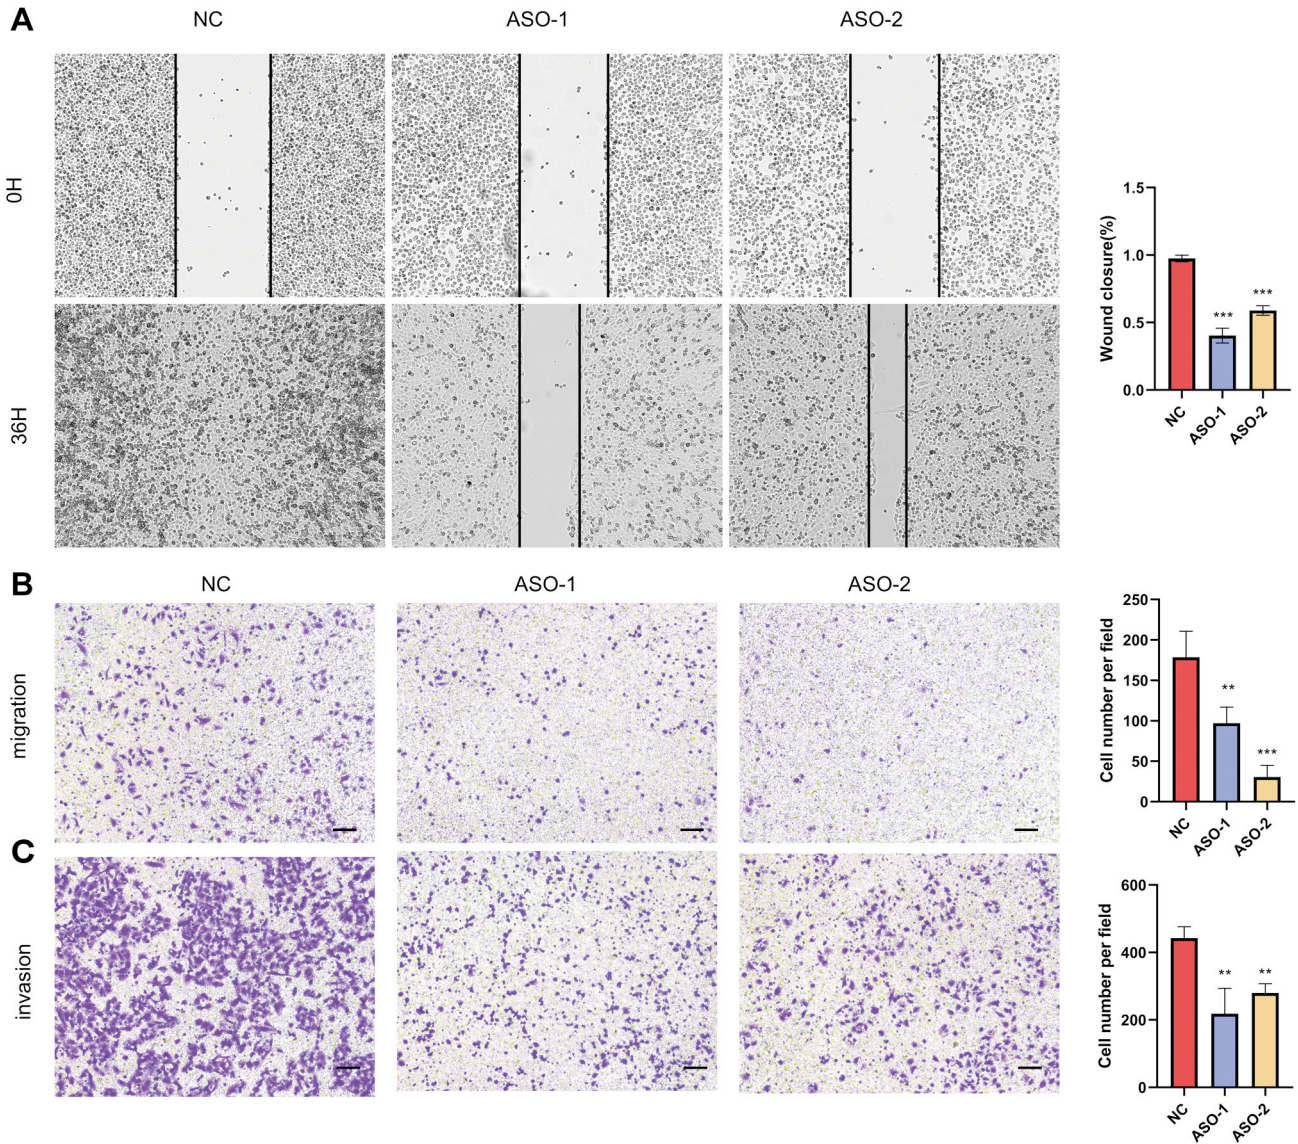 A
NC
ASO-1
ASO-2
0H
36H
Wound closure(%)
1.5
1.0
0.5
0.0
***
***
NC
ASO-1
ASO-2
B
NC
ASO-1
ASO-2
migration
Cell number per field
250
200
150
100
50
0
**
***
NC
ASO-1
ASO-2
C
invasion
Cell number per field
600
400
200
0
**
**
NC
ASO-1
ASO-2